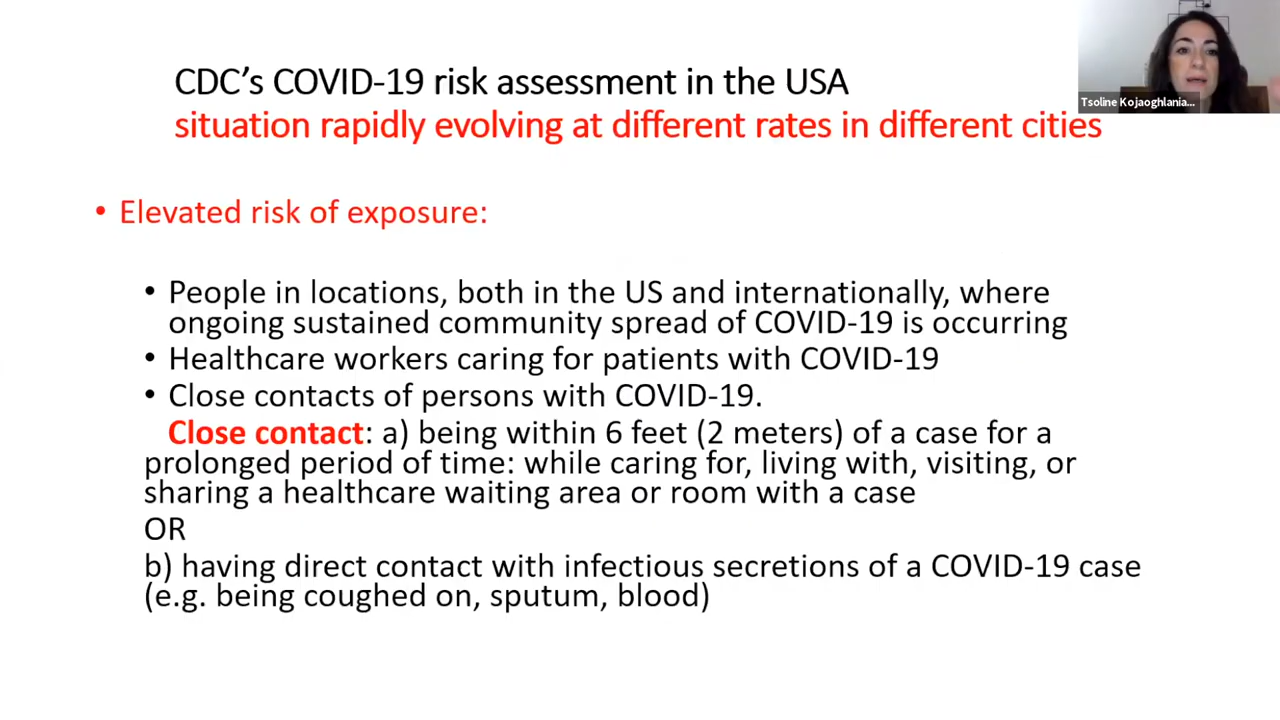 CDC's COVID-19 risk assessment in the USA
situation rapidly evolving at different rates in different cities
Tsoline Kojaoghlania...
• Elevated risk of exposure:
• People in locations, both in the US and internationally, where
ongoing sustained community spread of COVID-19 is occurring
• Healthcare workers caring for patients with COVID-19
• Close contacts of persons with COVID-19.
Close contact: a) being within 6 feet (2 meters) of a case for a
prolonged period of time: while caring for, living with, visiting, or
sharing a healthcare waiting area or room with a case
OR
b) having direct contact with infectious secretions of a COVID-19 case
(e.g. being coughed on, sputum, blood)